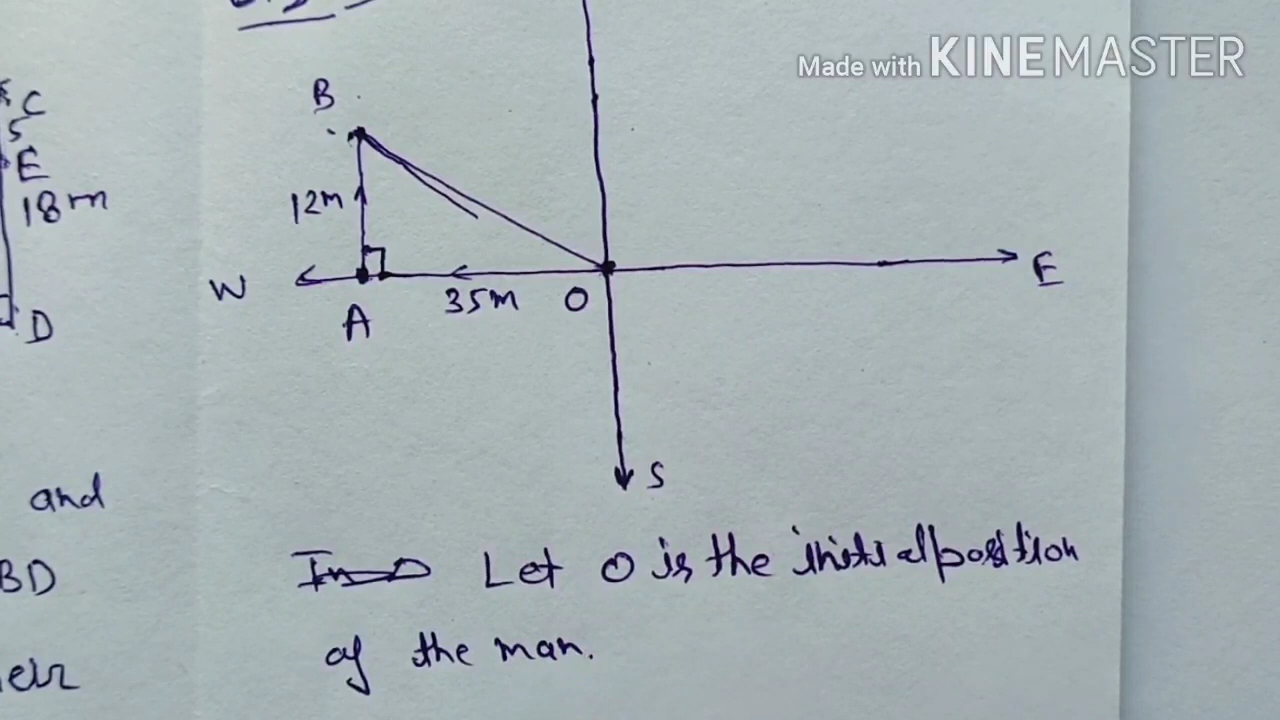 Made with KINEMASTER
C
E
18m
D
B
12m
W
A
35m
O
E
S
and
BD
Let O is the initial position
of the man.